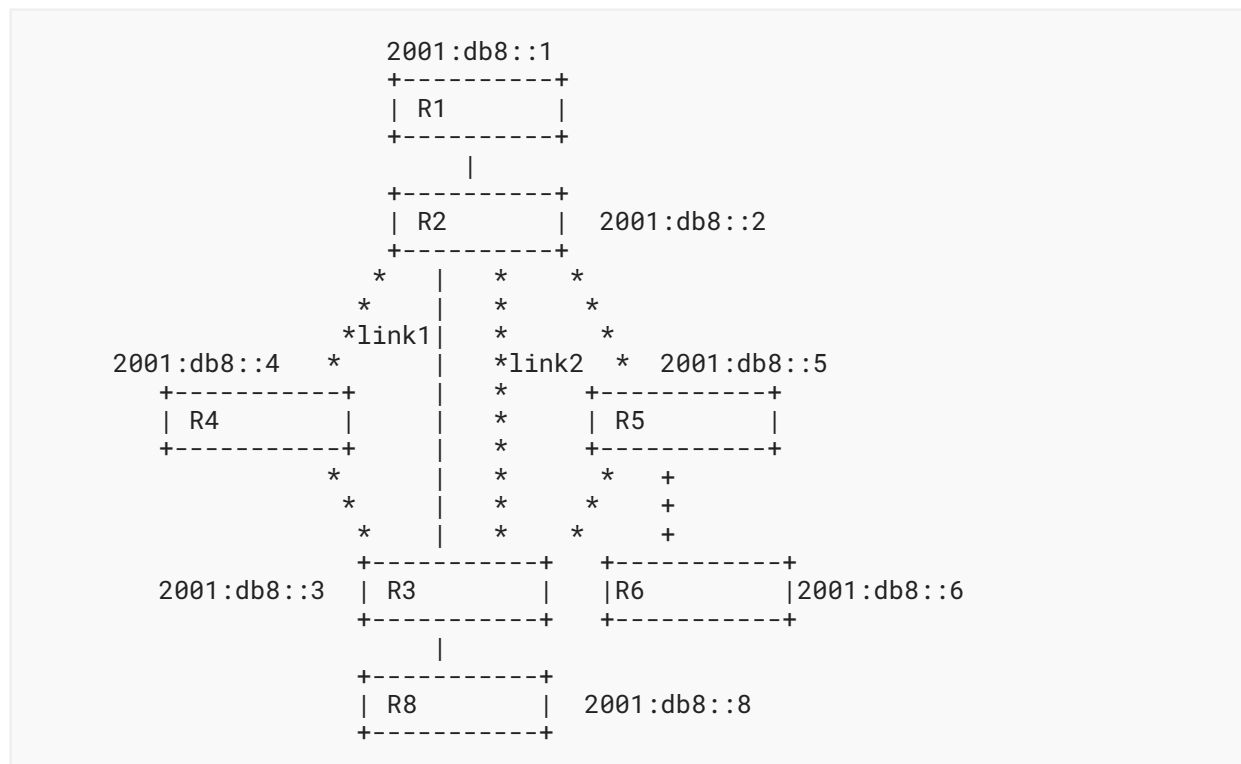 2001:db8::1
                  +----------+
                  | R1       |
                  +----------+
                       |
                  +----------+
                  | R2       |  2001:db8::2
                  +----------+
                 *   |   *    *
                *    |   *     *
               *link1|   *      *
2001:db8::4   *      |   *link2  *  2001:db8::5
   +-----------+     |   *     +-----------+
   | R4        |     |   *     | R5        |
   +-----------+     |   *     +-----------+
              *      |   *      *   +
               *     |   *     *    +
                *    |   *    *     +
                +-----------+   +-----------+
   2001:db8::3  | R3        |   |R6         |2001:db8::6
                +-----------+   +-----------+
                     |
                +-----------+
                | R8        |  2001:db8::8
                +-----------+